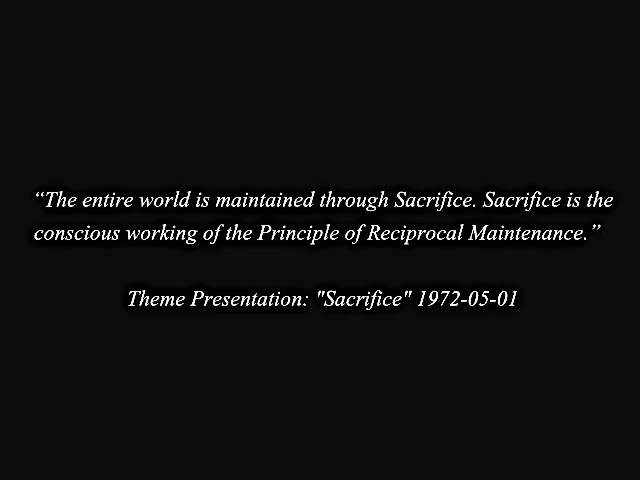 “The entire world is maintained through Sacrifice. Sacrifice is the
conscious working of the Principle of Reciprocal Maintenance.”
Theme Presentation: "Sacrifice" 1972-05-01